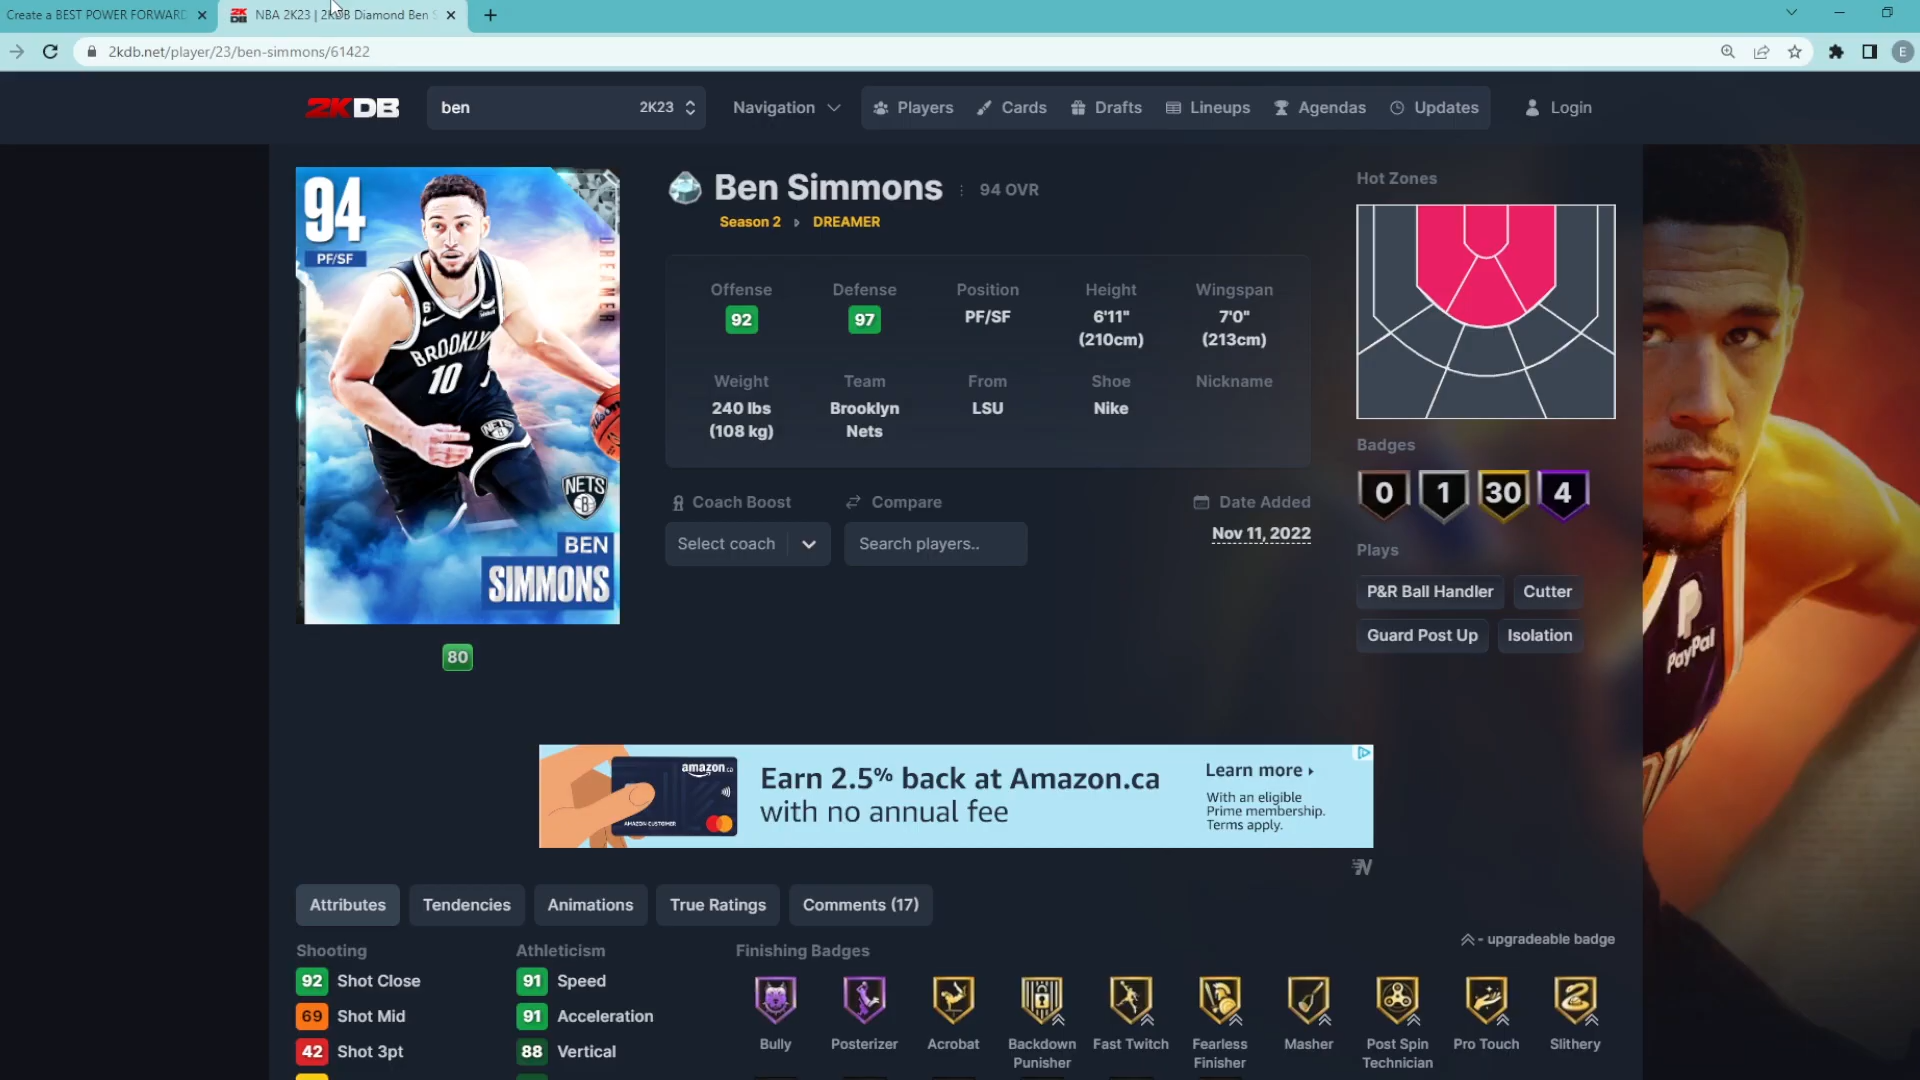 Create a BEST POWER FORWARD
NBA 2K23 | 2KDB Diamond Ben S
2kdb.net/player/23/ben-simmons/61422
E
2KDB
ben
2K23
Navigation
Players
Cards
Drafts
Lineups
Agendas
Updates
Login
94
PF/SF
DREAMER
BROOKLYN
10
NETS
B
BEN
SIMMONS
80
Ben Simmons
94 OVR
Season 2
DREAMER
Offense
Defense
Position
Height
Wingspan
92
97
PF/SF
6'11"
(210cm)
7'0"
(213cm)
Weight
Team
From
Shoe
Nickname
240 lbs
(108 kg)
Brooklyn
Nets
LSU
Nike
Coach Boost
Compare
Date Added
Select coach
Search players..
Nov 11, 2022
Hot Zones
Badges
0
1
30
4
Plays
P&R Ball Handler
Cutter
Guard Post Up
Isolation
PayPal
amazon.ca
AMAZON CUSTOMER
Earn 2.5% back at Amazon.ca
with no annual fee
Learn more
With an eligible
Prime membership.
Terms apply.
Attributes
Tendencies
Animations
True Ratings
Comments (17)
- upgradeable badge
Shooting
92 Shot Close
69 Shot Mid
42 Shot 3pt
Athleticism
91 Speed
91 Acceleration
88 Vertical
Finishing Badges
Bully
Posterizer
Acrobat
Backdown
Punisher
Fast Twitch
Fearless
Finisher
Masher
Post Spin
Technician
Pro Touch
Slithery